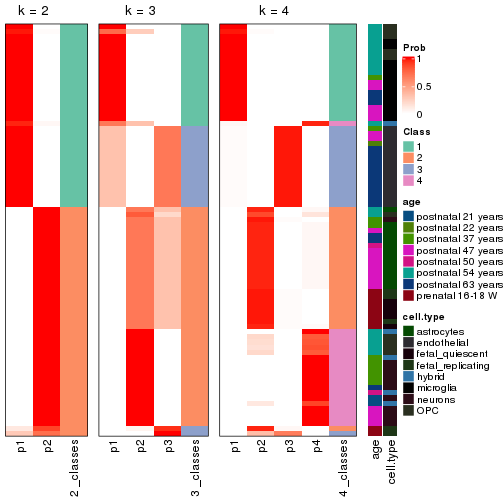 k = 2
k = 3
k = 4
p1
p2
2_classes
p1
p2
p3
3_classes
p1
p2
p3
p4
4_classes
age
cell.type
Prob
1
0.5
0
Class
1
2
3
4
age
postnatal 21 years
postnatal 22 years
postnatal 37 years
postnatal 47 years
postnatal 50 years
postnatal 54 years
postnatal 63 years
prenatal 16-18 W
cell.type
astrocytes
endothelial
fetal_quiescent
fetal_replicating
hybrid
microglia
neurons
OPC